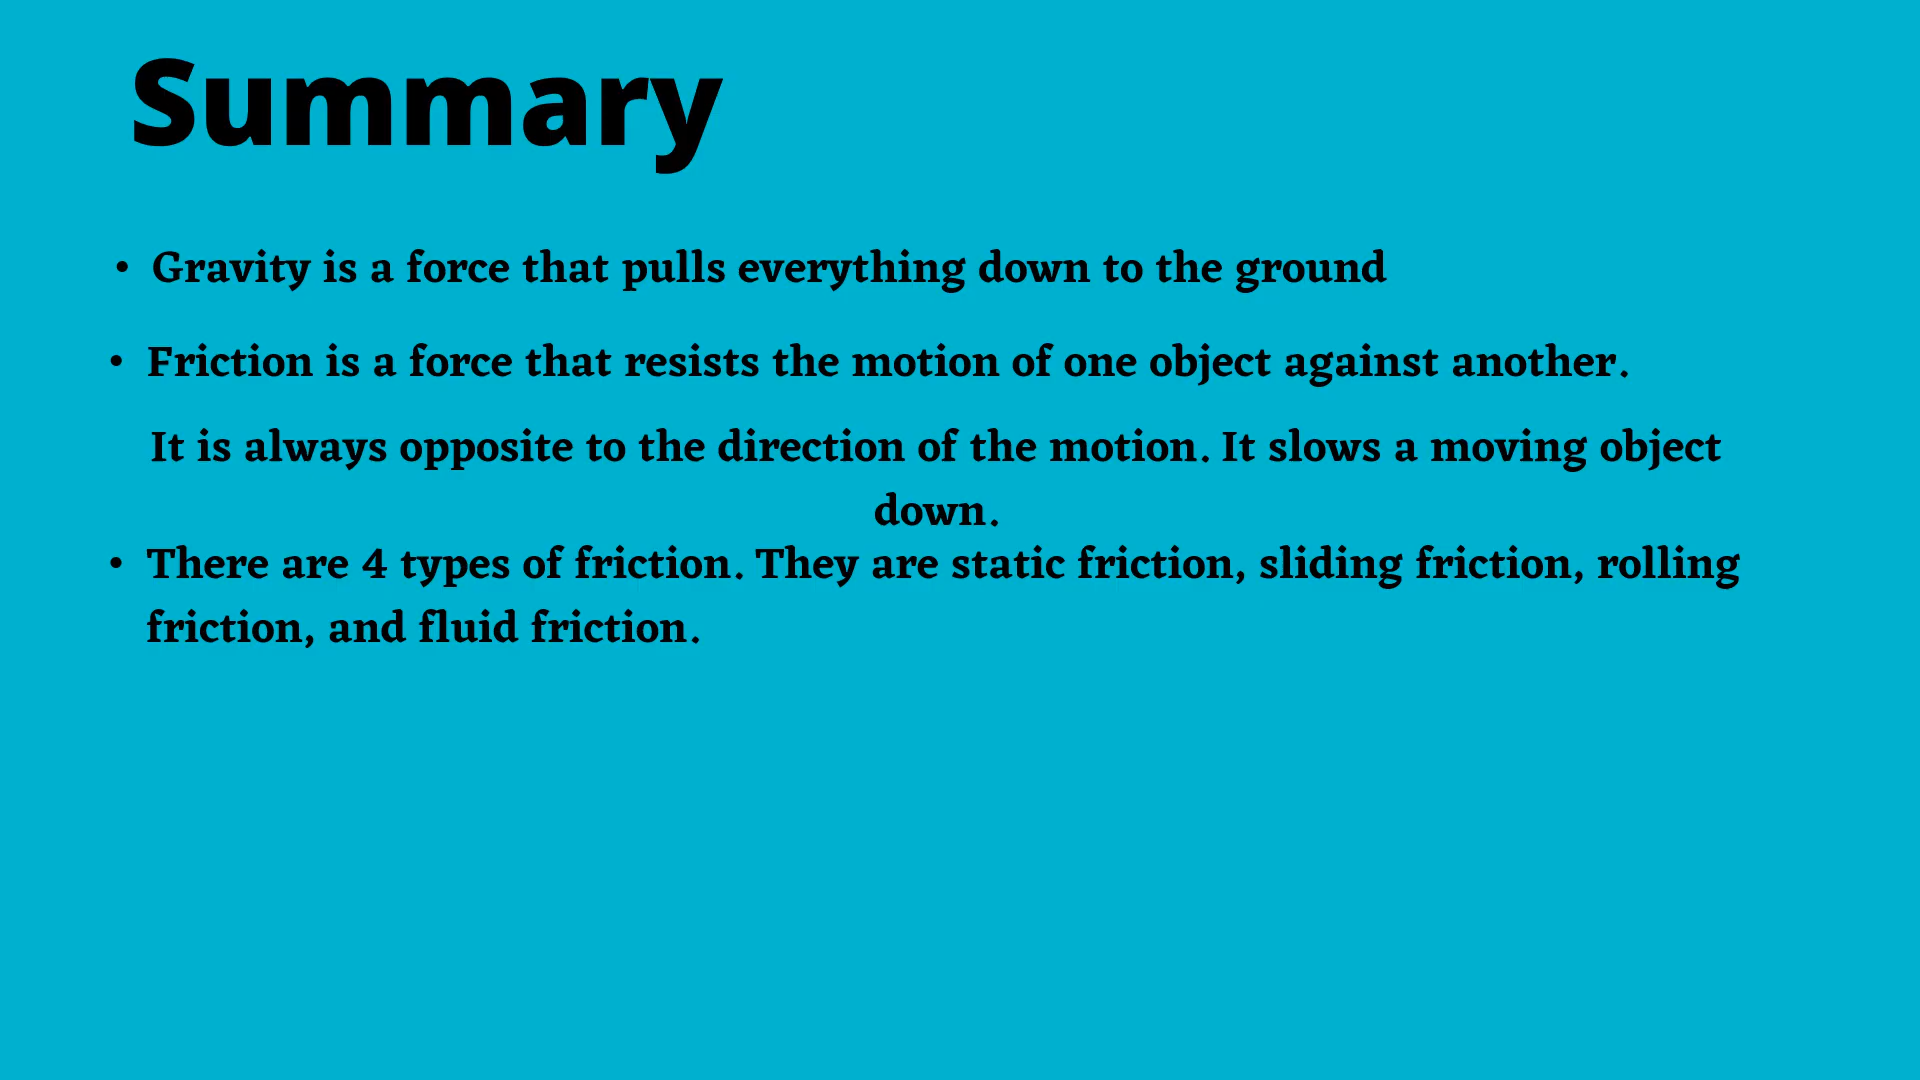 Summary
• Gravity is a force that pulls everything down to the ground
• Friction is a force that resists the motion of one object against another.
It is always opposite to the direction of the motion. It slows a moving object
down.
• There are 4 types of friction. They are static friction, sliding friction, rolling
friction, and fluid friction.